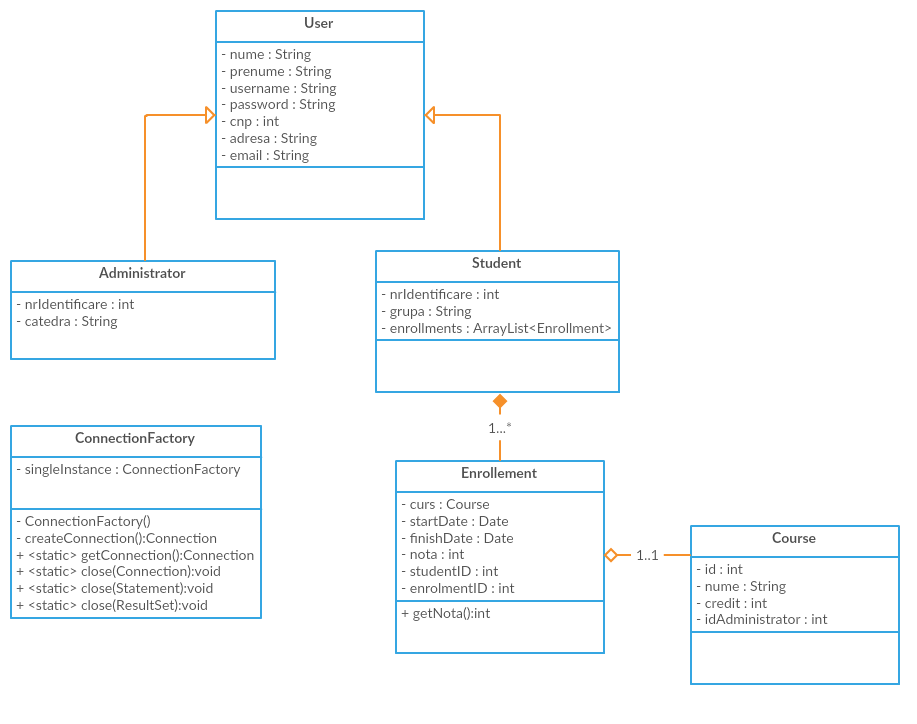 User
- nume : String
- prenume : String
- username : String
- password : String
- cnp : int
- adresa : String
- email : String
Administrator
- nrIdentificare : int
- catedra : String
Student
- nrIdentificare : int
- grupa : String
- enrollments : ArrayList<Enrollment>
1...*
ConnectionFactory
- singleInstance : ConnectionFactory
- ConnectionFactory()
- createConnection():Connection
+ <static> getConnection():Connection
+ <static> close(Connection):void
+ <static> close(Statement):void
+ <static> close(ResultSet):void
Enrollement
- curs : Course
- startDate : Date
- finishDate : Date
- nota : int
- studentID : int
- enrolmentID : int
+ getNota():int
1..1
Course
- id : int
- nume : String
- credit : int
- idAdministrator : int